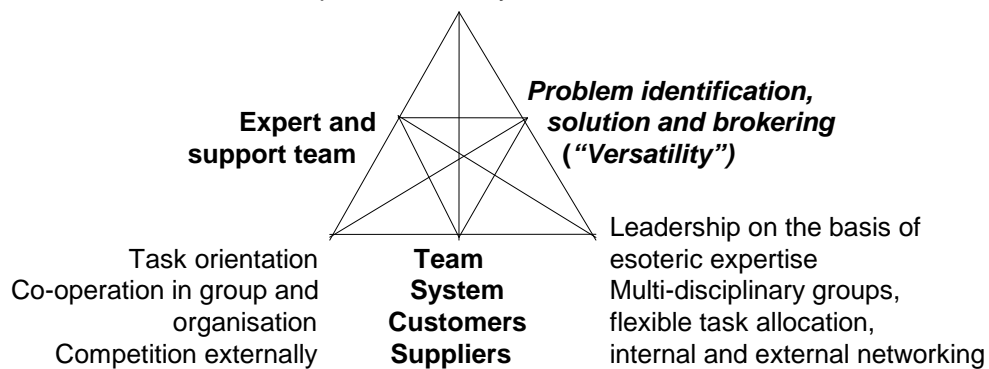 Problem identification,
Expert and solution and brokering
support team (“Versatility”)
Leadership on the basis of
Task orientation Team esoteric expertise
Co-operation in group and System Multi-disciplinary groups,
organisation Customers flexible task allocation,
Competition externally Suppliers internal and external networking